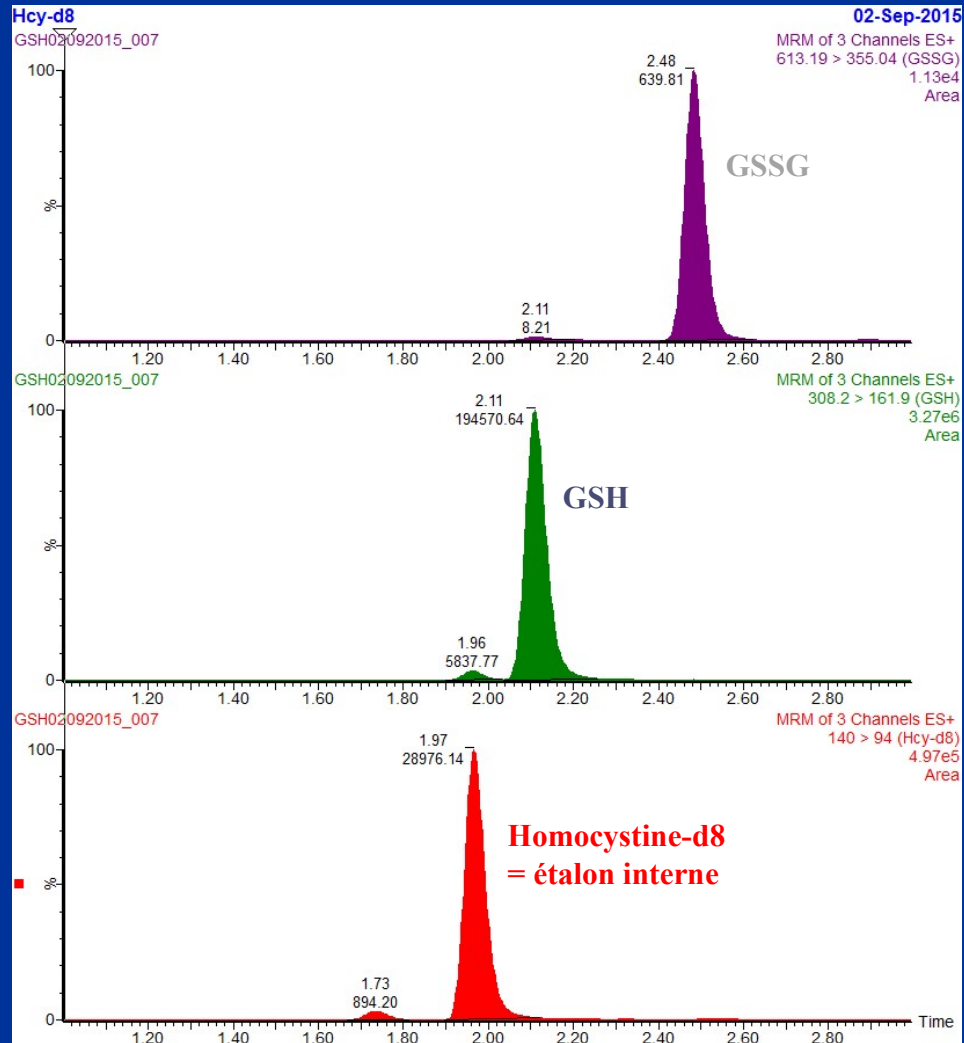 Hcy-d8 02-Sep-2015
GSH02092015_007 MRM of 3 Channels ES+
613.19 > 355.04 (GSSG)
1.13e4
Area
100
2.48
639.81
GSSG
%
2.11
8.21
0
1.20 1.40 1.60 1.80 2.00 2.20 2.40 2.60 2.80
GSH02092015_007 MRM of 3 Channels ES+
308.2 > 161.9 (GSH)
3.27e6
Area
100
2.11
194570.64
GSH
%
1.96
5837.77
0
1.20 1.40 1.60 1.80 2.00 2.20 2.40 2.60 2.80
GSH02092015_007 MRM of 3 Channels ES+
140 > 94 (Hcy-d8)
4.97e5
Area
100
1.97
28976.14
Homocystine-d8
= étalon interne
%
1.73
894.20
0
Time
1.20 1.40 1.60 1.80 2.00 2.20 2.40 2.60 2.80